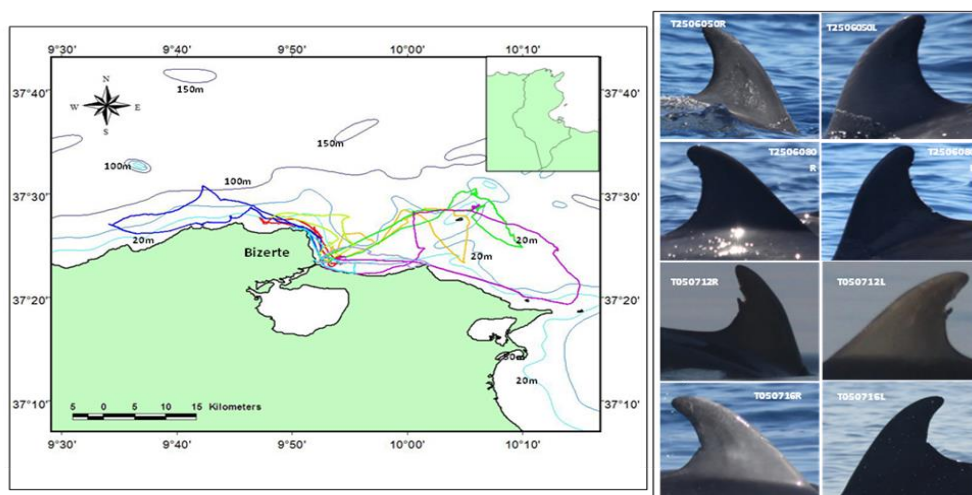 9°30' 9°40' 9°50' 10°00' 10°10'
37°40' 37°40'
37°30' 37°30'
37°20' 37°20'
37°10' 37°10'
N
W E
S
150m
150m
100m
100m
20m
Bizerte
20m
20m
50m
20m
5 0 5 10 15 Kilometers
9°30' 9°40' 9°50' 10°00' 10°10'
T2506050R
T2506050L
T2506080
R
T050712R
T050712L
T050716R
T050716L